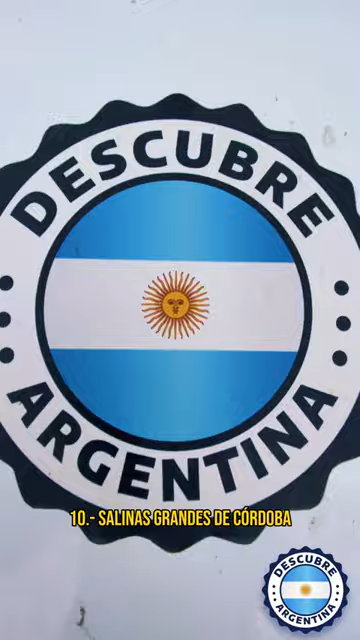 DESCUBRE
ARGENTINA
10.- SALINAS GRANDES DE CÓRDOBA
DESCUBRE
ARGENTINA